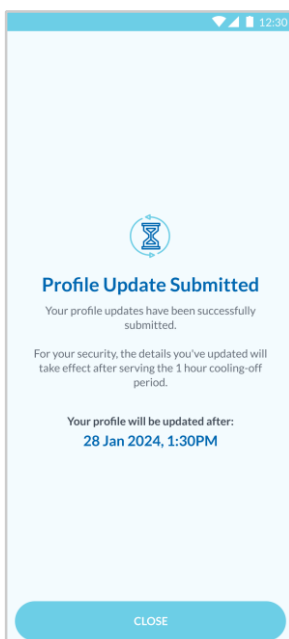 12:30
Profile Update Submitted
Your profile updates have been successfully
submitted.
For your security, the details you've updated will
take effect after serving the 1 hour cooling-off
period.
Your profile will be updated after:
28 Jan 2024, 1:30PM
CLOSE